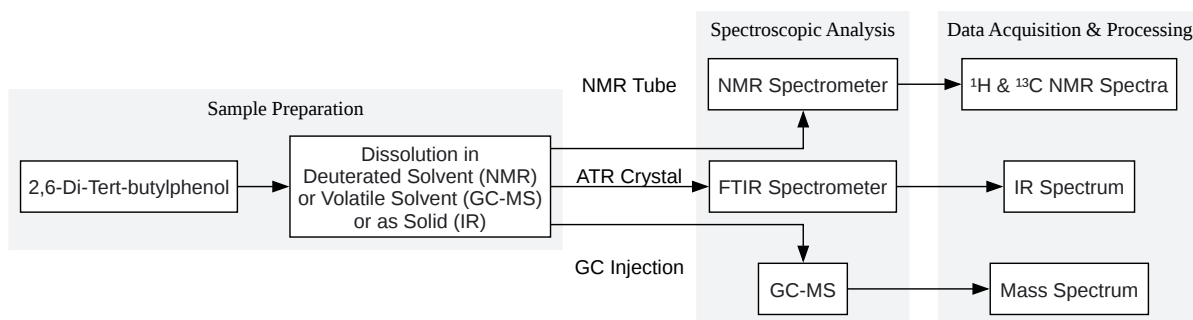 Sample Preparation
2,6-Di-Tert-butylphenol
Dissolution in
Deuterated Solvent (NMR)
or Volatile Solvent (GC-MS)
or as Solid (IR)
NMR Tube
ATR Crystal
GC Injection
Spectroscopic Analysis
NMR Spectrometer
FTIR Spectrometer
GC-MS
Data Acquisition & Processing
¹H & ¹³C NMR Spectra
IR Spectrum
Mass Spectrum